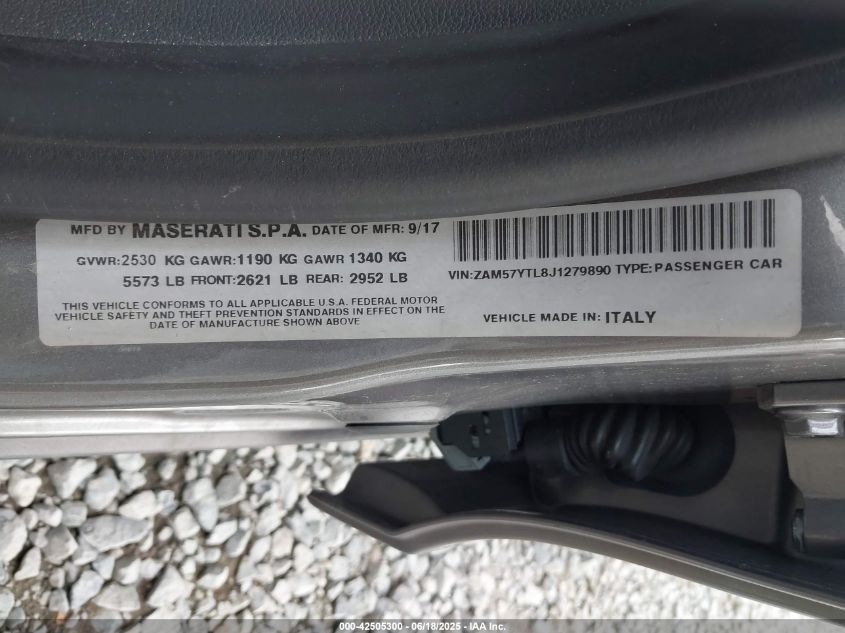 MFD BY MASERATI S.P.A. DATE OF MFR: 9/17
GVWR:2530 KG GAWR:1190 KG GAWR 1340 KG
5573 LB FRONT:2621 LB REAR: 2952 LB
THIS VEHICLE CONFORMS TO ALL APPLICABLE U.S.A. FEDERAL MOTOR
VEHICLE SAFETY AND THEFT PREVENTION STANDARDS IN EFFECT ON THE
DATE OF MANUFACTURE SHOWN ABOVE
VIN:ZAM57YTL8J1279890 TYPE:PASSENGER CAR
VEHICLE MADE IN: ITALY
000-42505300 - 06/18/2025 - IAA Inc.